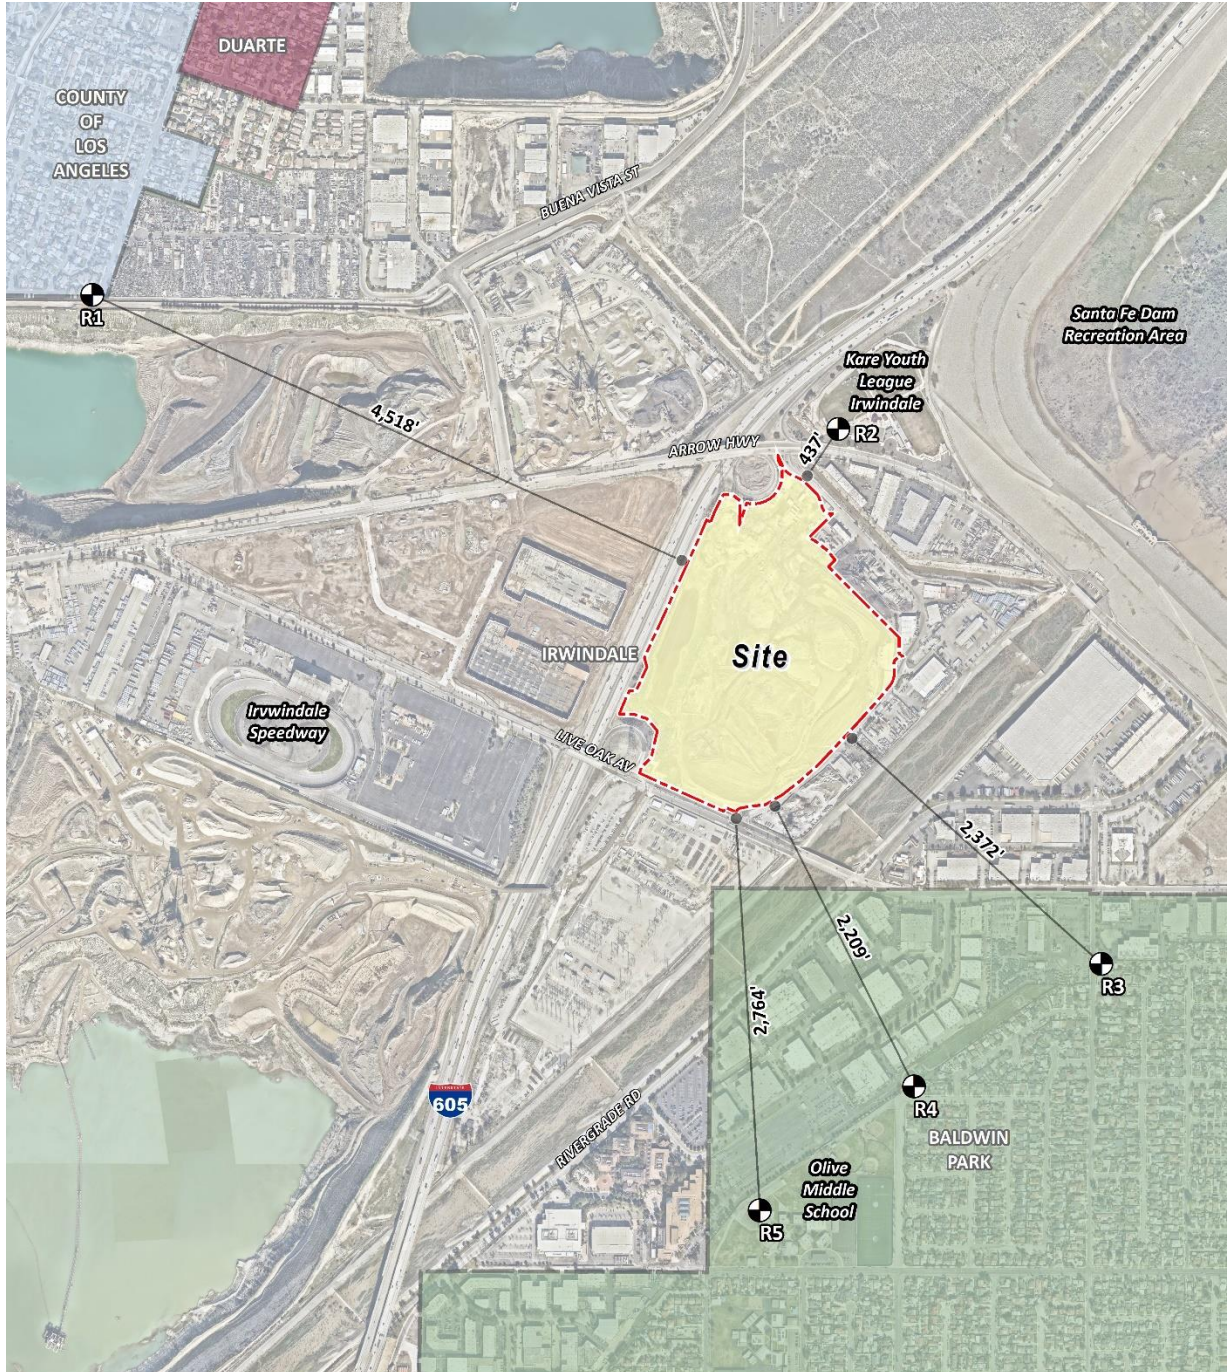 DUARTE
COUNTY
OF
LOS
ANGELES
BUENA VISTA ST
R1
Santa Fe Dam
Recreation Area
Kare Youth
League
Irwindale
R2
4,518'
ARROW HWY
437'
IRWINDALE
Site
Irvwindale
Speedway
LIVE OAK AV
2,372'
2,209'
R3
2,764'
INTERSTATE
605
R4
RIVERGRADE RD
BALDWIN
PARK
Olive
Middle
School
R5